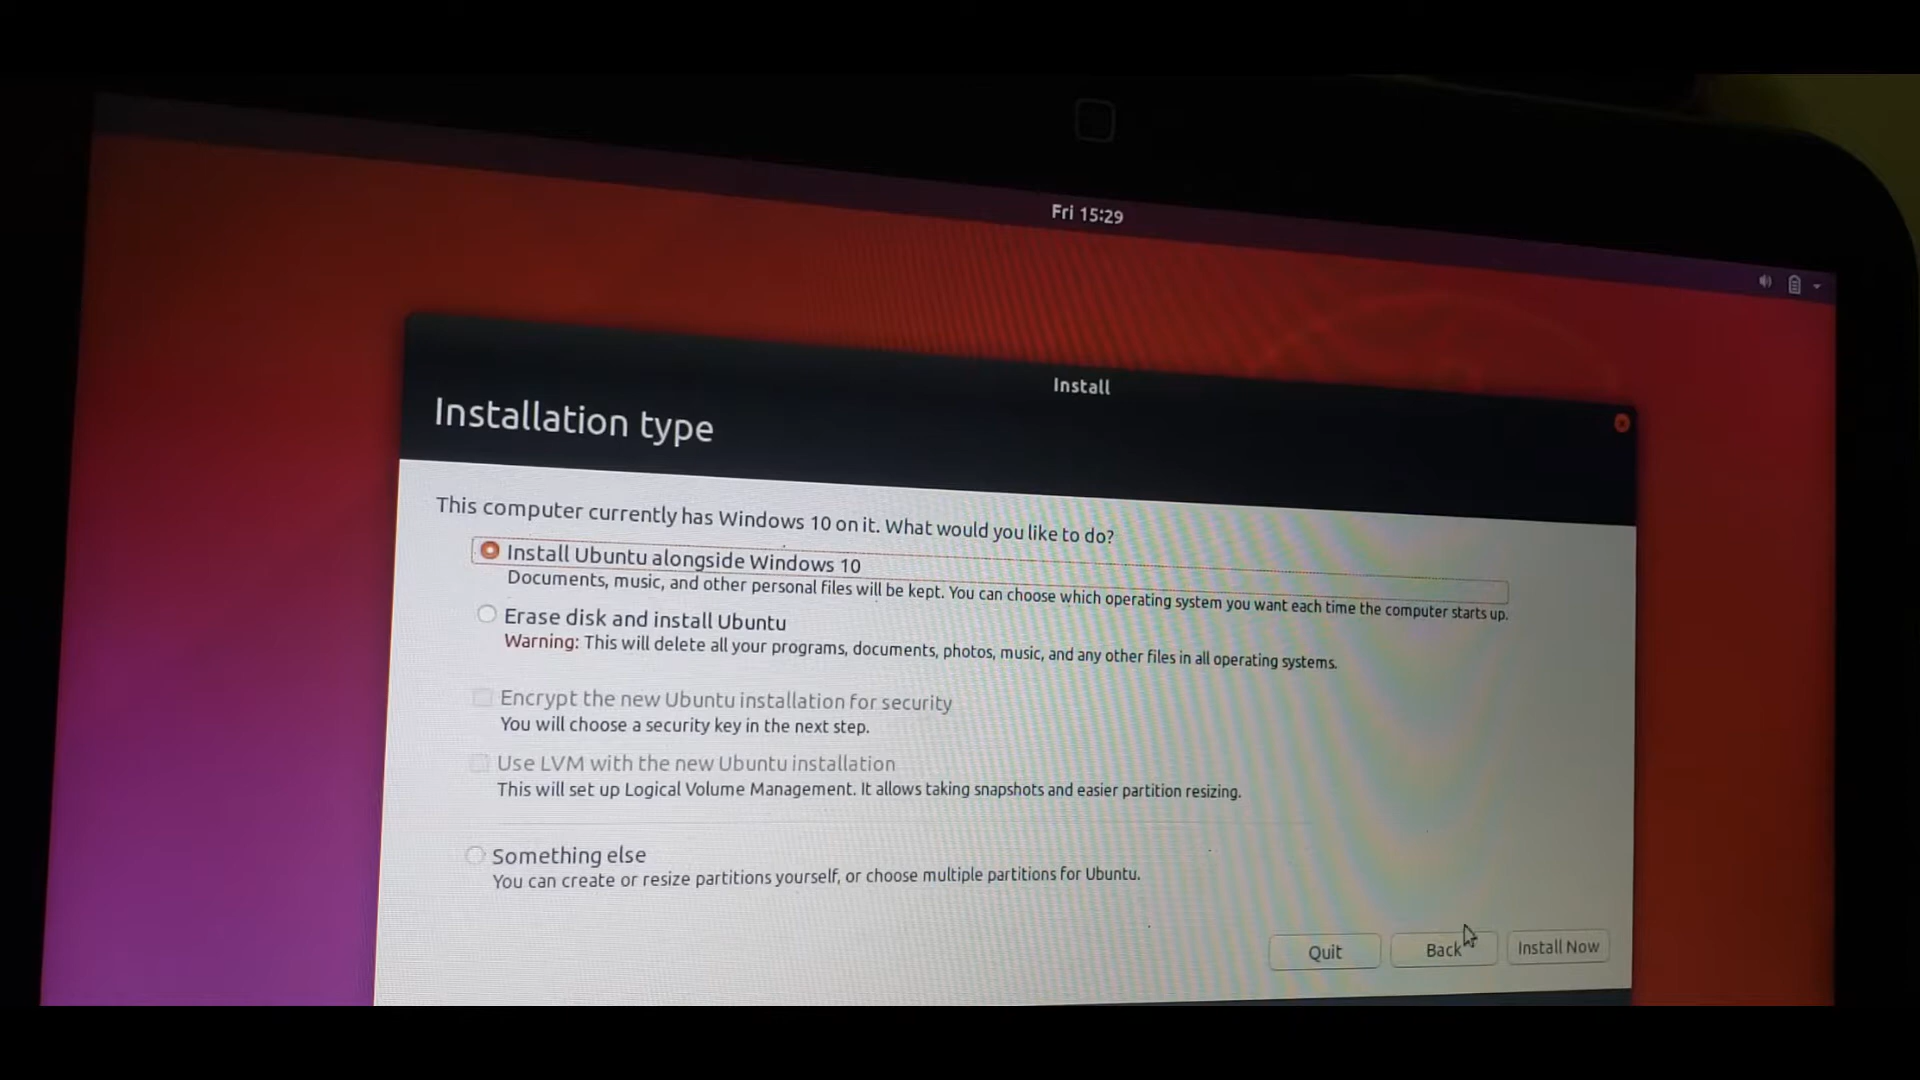 Fri 15:29
Install
Installation type
This computer currently has Windows 10 on it. What would you like to do?
Install Ubuntu alongside Windows 10
Documents, music, and other personal files will be kept. You can choose which operating system you want each time the computer starts up.
Erase disk and install Ubuntu
Warning: This will delete all your programs, documents, photos, music, and any other files in all operating systems.
Encrypt the new Ubuntu installation for security
You will choose a security key in the next step.
Use LVM with the new Ubuntu installation
This will set up Logical Volume Management. It allows taking snapshots and easier partition resizing.
Something else
You can create or resize partitions yourself, or choose multiple partitions for Ubuntu.
Quit Back Install Now